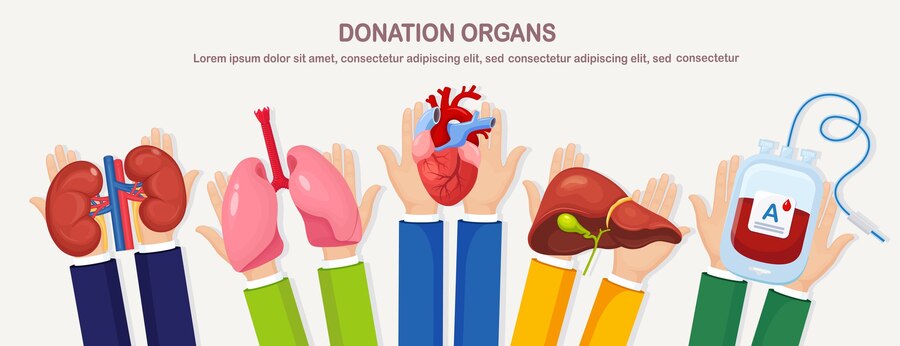 DONATION ORGANS
Lorem ipsum dolor sit amet, consectetur adipiscing elit, sed consectetur adipiscing elit, sed consectetur
A